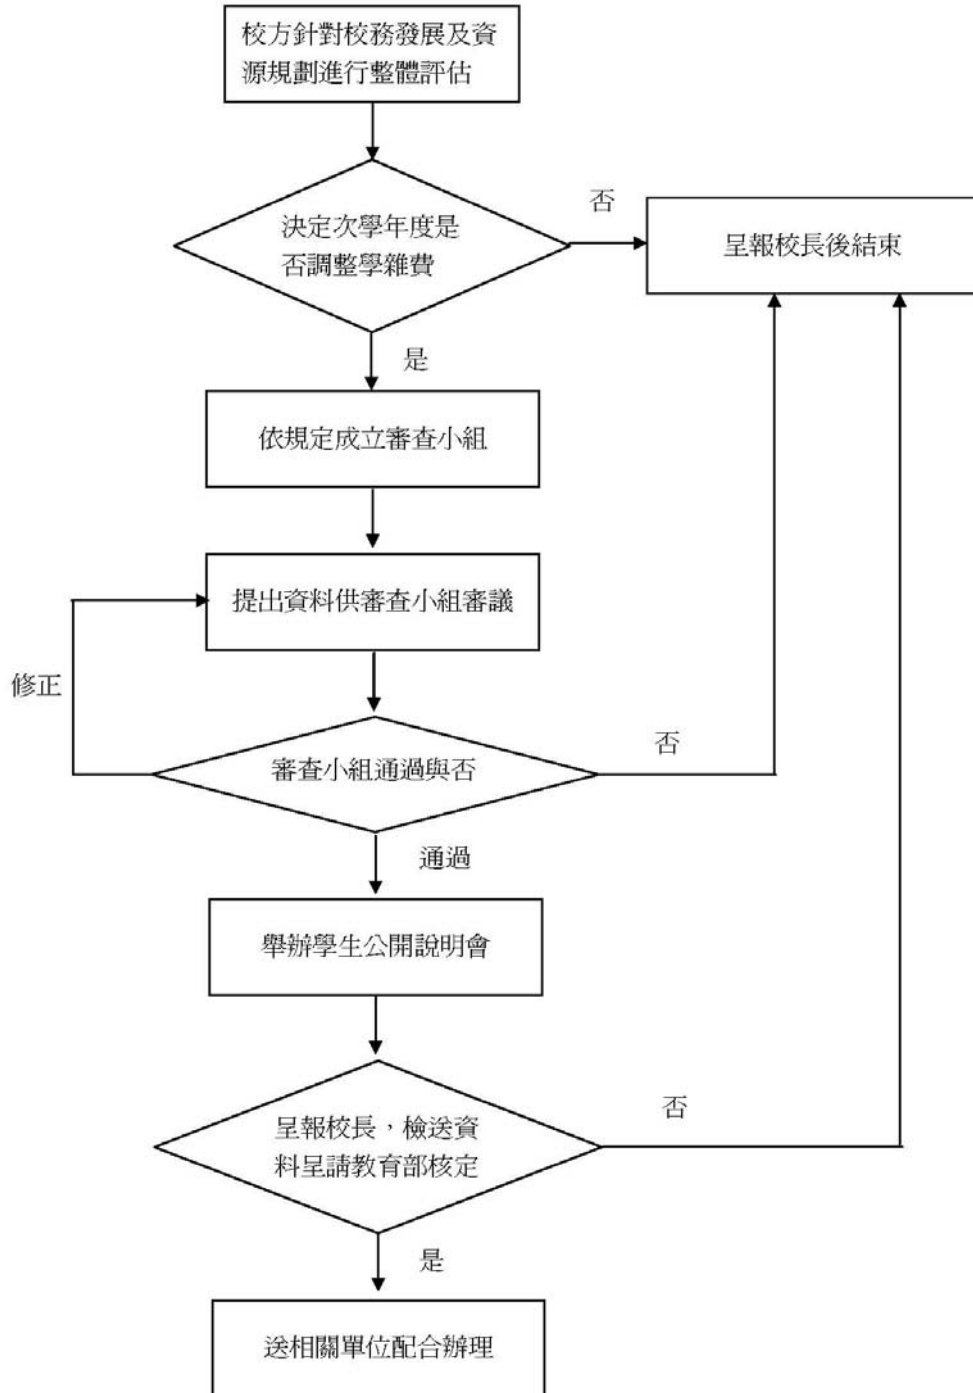 校方針對校務發展及資
源規劃進行整體評估
決定次學年度是
否調整學雜費
否
呈報校長後結束
是
依規定成立審查小組
提出資料供審查小組審議
修正
審查小組通過與否
否
通過
舉辦學生公開說明會
呈報校長，檢送資
料呈請教育部核定
否
是
送相關單位配合辦理